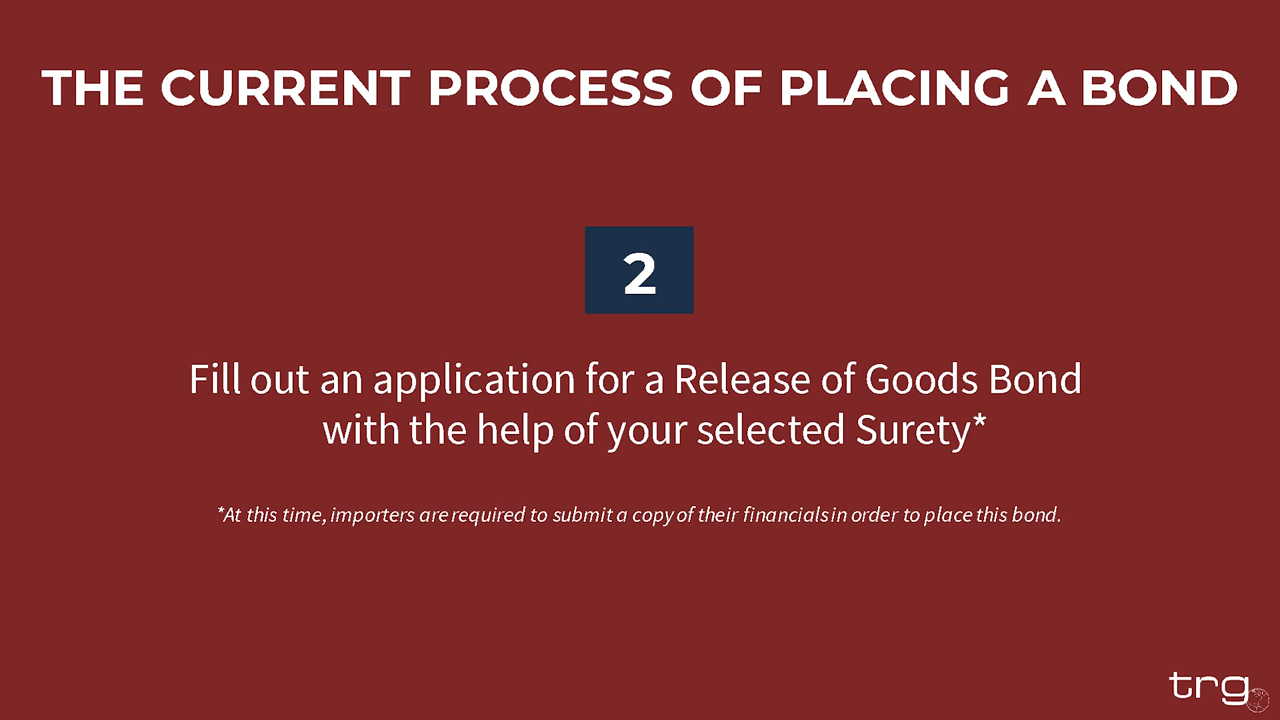 THE CURRENT PROCESS OF PLACING A BOND
2
Fill out an application for a Release of Goods Bond
with the help of your selected Surety*
*At this time, importers are required to submit a copy of their financials in order to place this bond.
trg